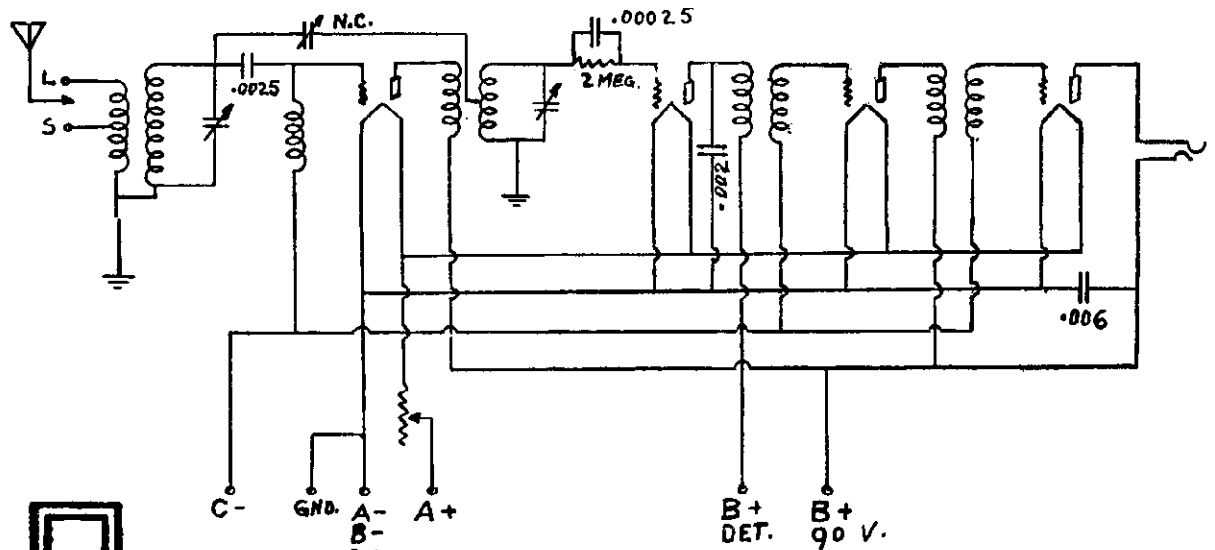 N.C.
.00025
L
.0025
2 MEG.
S
.002
.006
C-
GND.
A-
A+
B-
B+
DET.
B+
90 V.